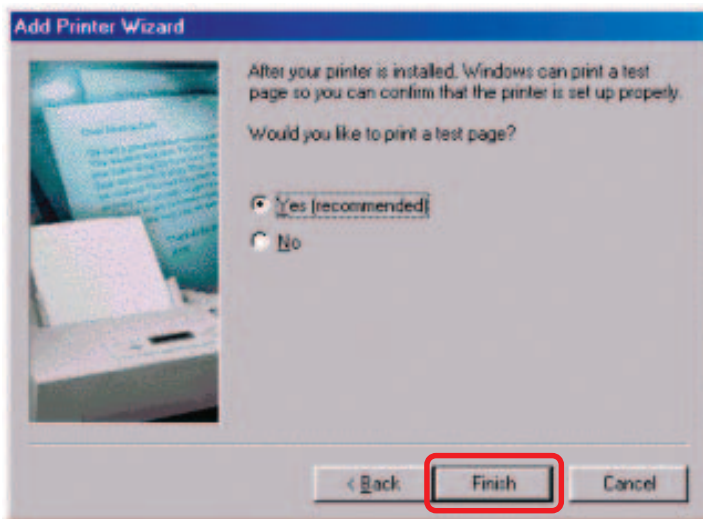 Add Printer Wizard
After your printer is installed, Windows can print a test
page so you can confirm that the printer is set up properly.
Would you like to print a test page?
Yes (recommended)
No
< Back
Finish
Cancel